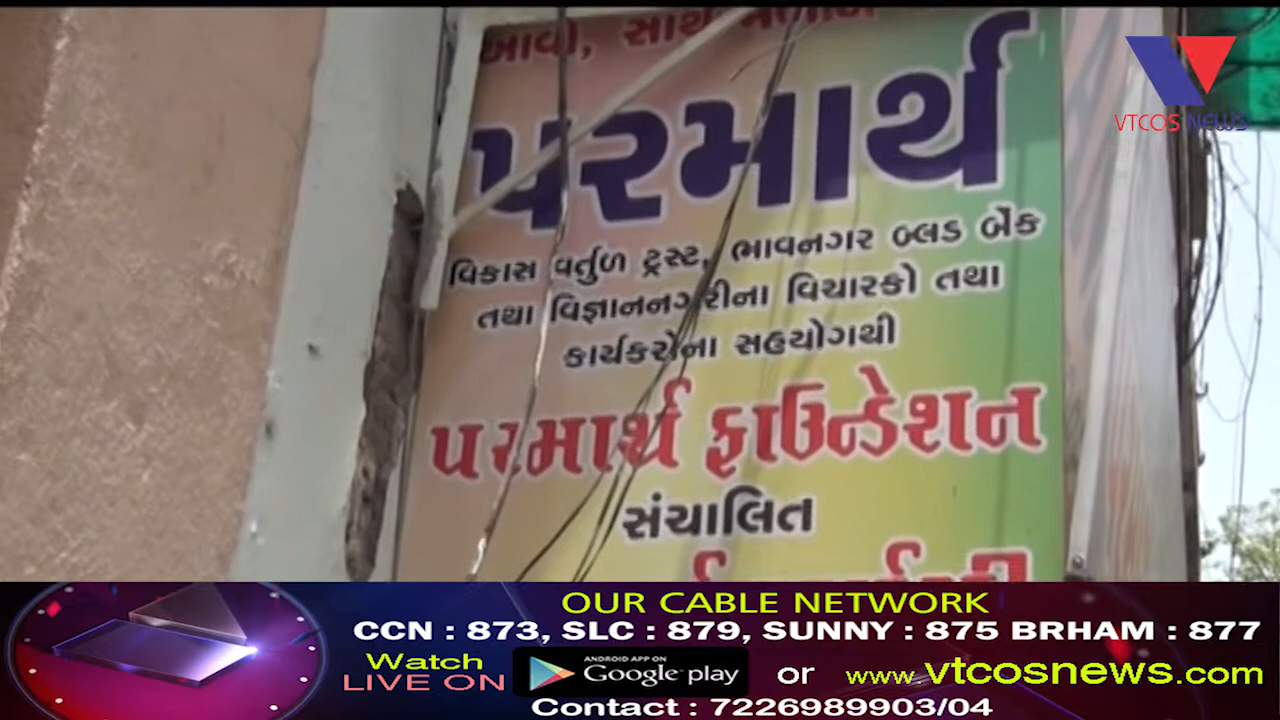 આવો, સાથે મળીને
પરમાર્થ
વિકાસ વર્તુળ ટ્રસ્ટ, ભાવનગર બ્લડ બેંક
તથા વિજ્ઞાનનગરીના વિચારકો તથા
કાર્યકરોના સહયોગથી
પરમાર્થ ફાઉન્ડેશન
સંચાલિત
VTCOS NEWS
OUR CABLE NETWORK
CCN : 873, SLC : 879, SUNNY : 875 BRHAM : 877
Watch
LIVE ON
ANDROID APP ON
Google play
or
www.vtcosnews.com
Contact : 7226989903/04